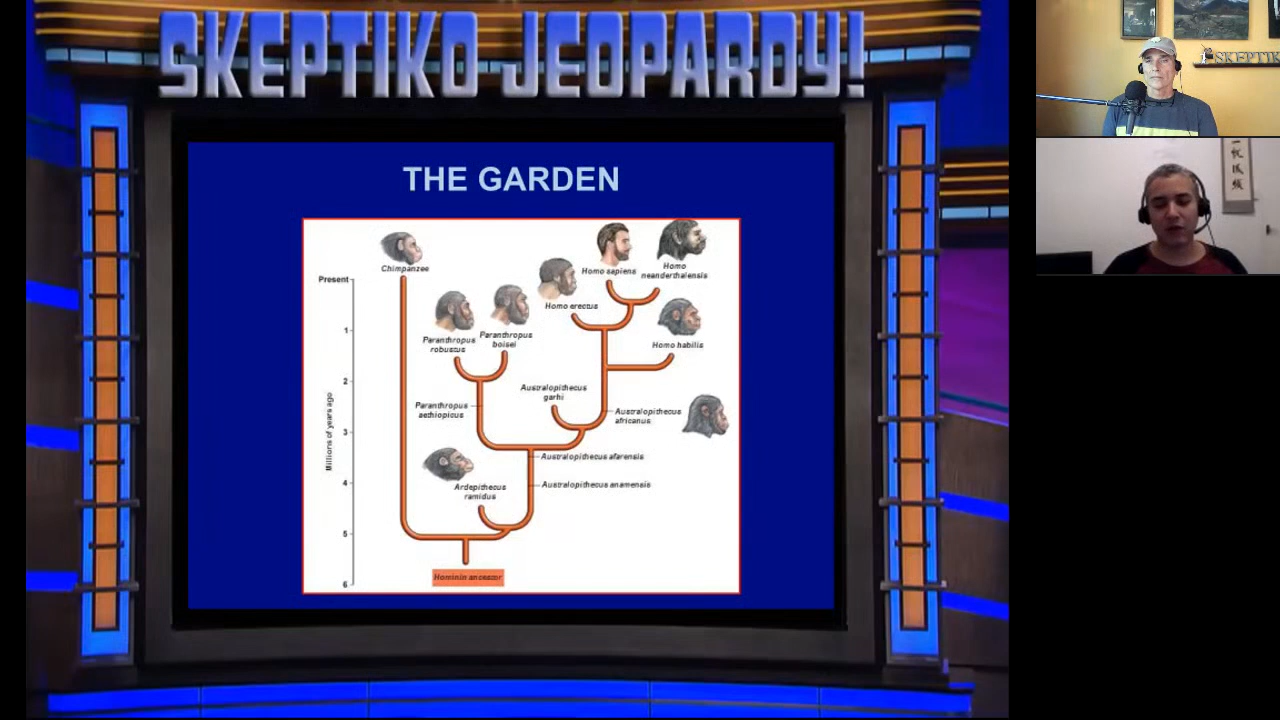 SKEPTIKO JEOPARDY!
THE GARDEN
Chimpanzee
Present
1
2
3
4
5
6
Millions of years ago
Homo sapiens
Homo
neanderthalensis
Homo erectus
Homo habilis
Paranthropus
robustus
Paranthropus
boisei
Australopithecus
garhi
Paranthropus
aethiopicus
Australopithecus
africanus
Australopithecus afarensis
Ardepithecus
ramidus
Australopithecus anamensis
Hominin ancestor
SKEPTIK